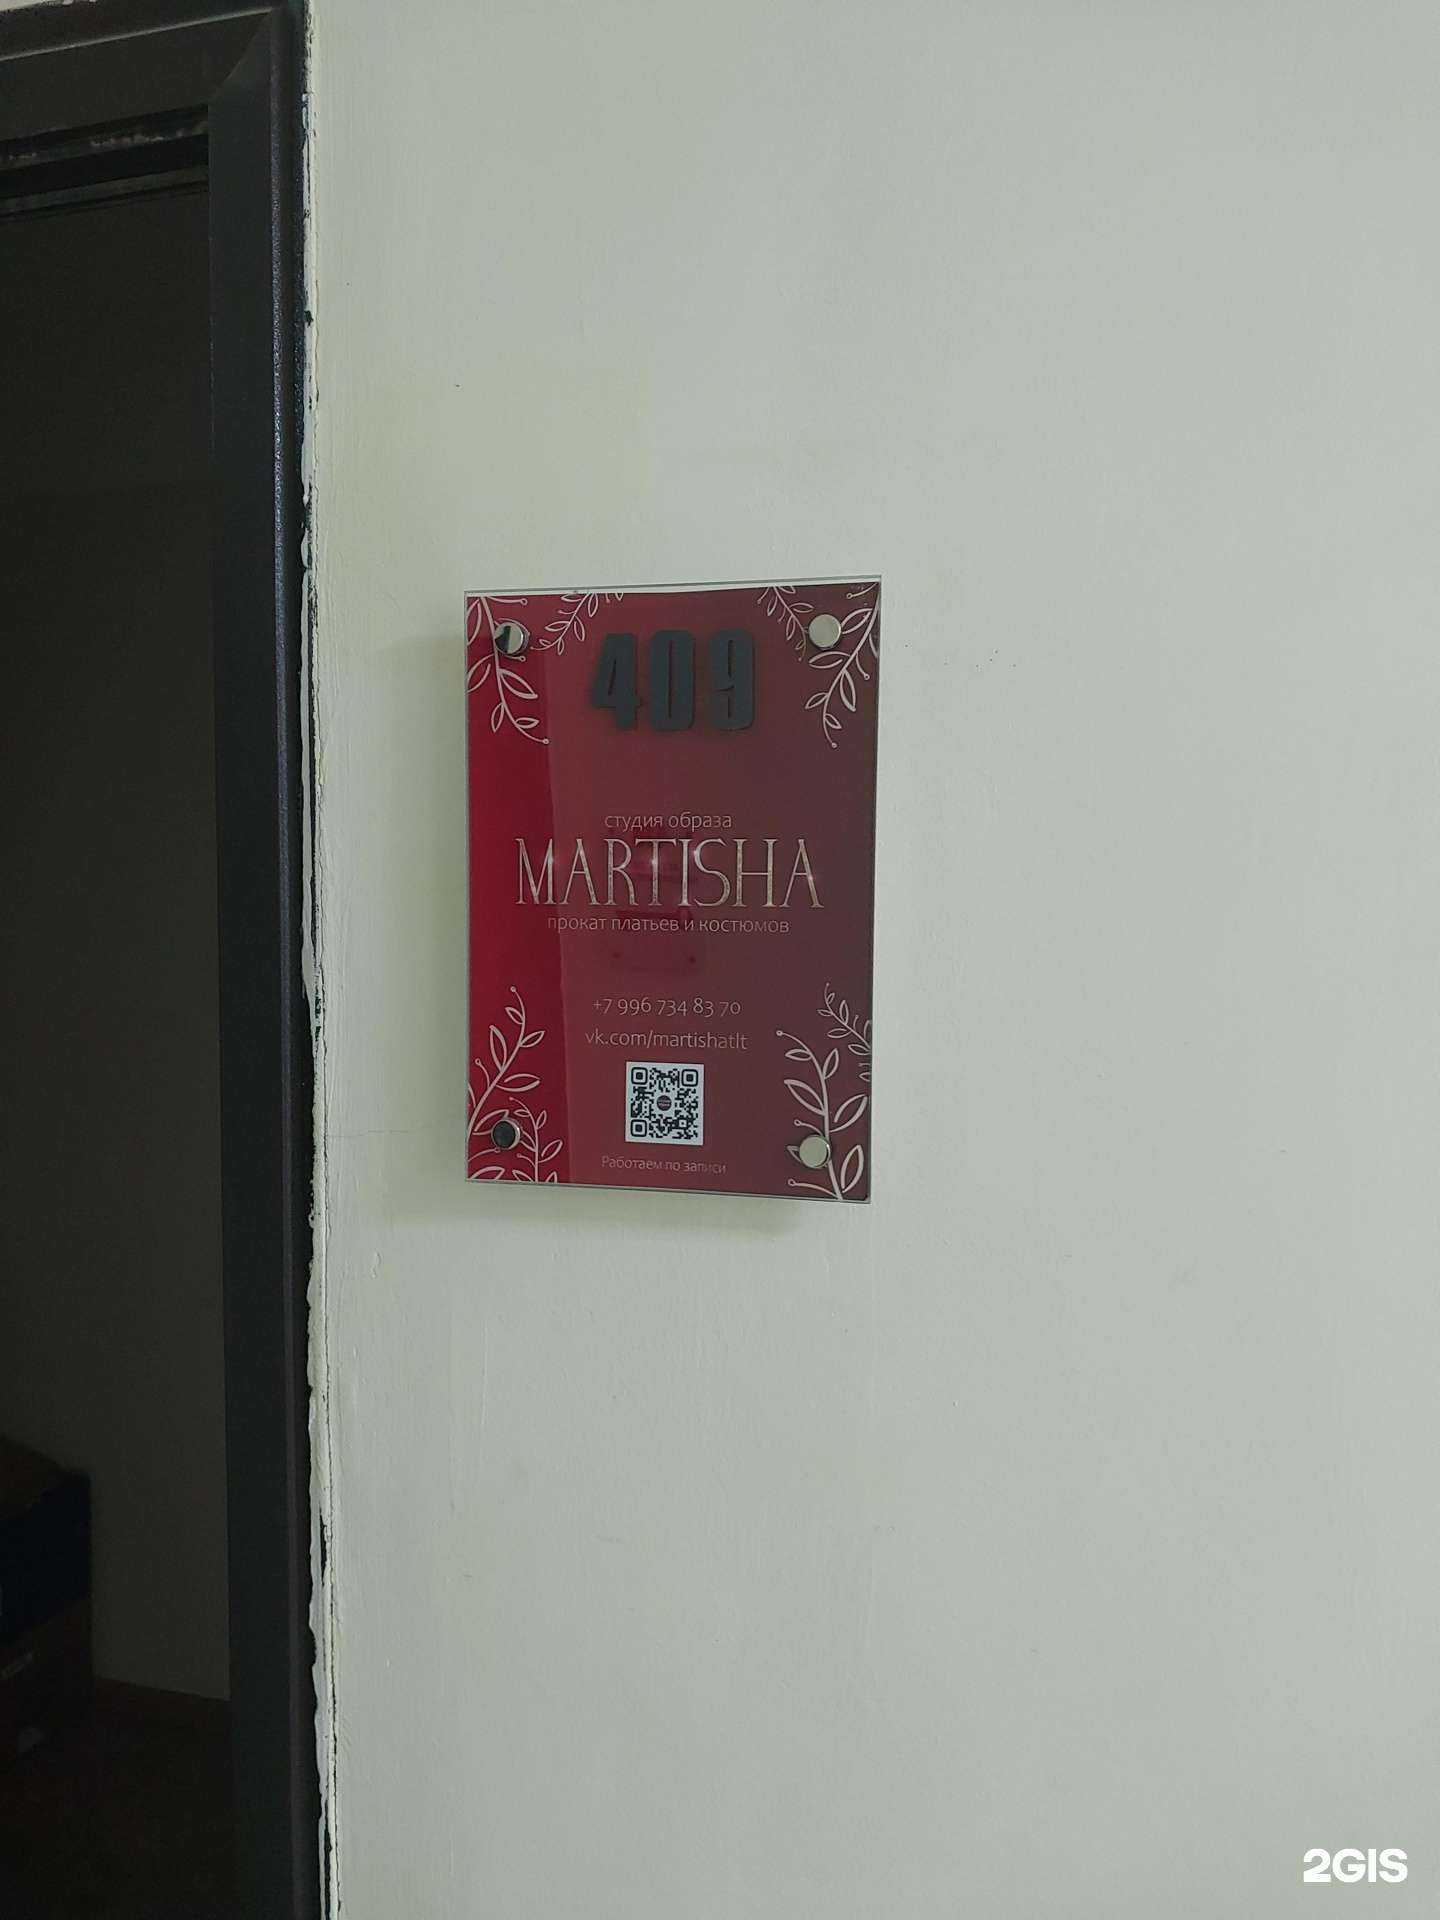 409
студия образа
MARTISHA
прокат платьев и костюмов
+7 996 734 83 70
vk.com/martishatlt
Работаем по записи
2GIS